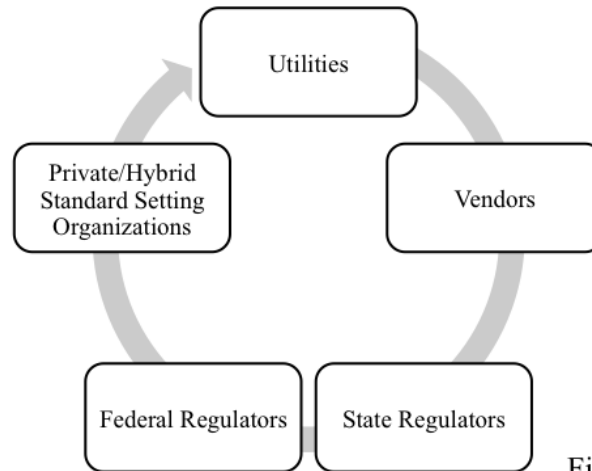 Utilities
Private/Hybrid
Standard Setting
Organizations
Vendors
Federal Regulators
State Regulators